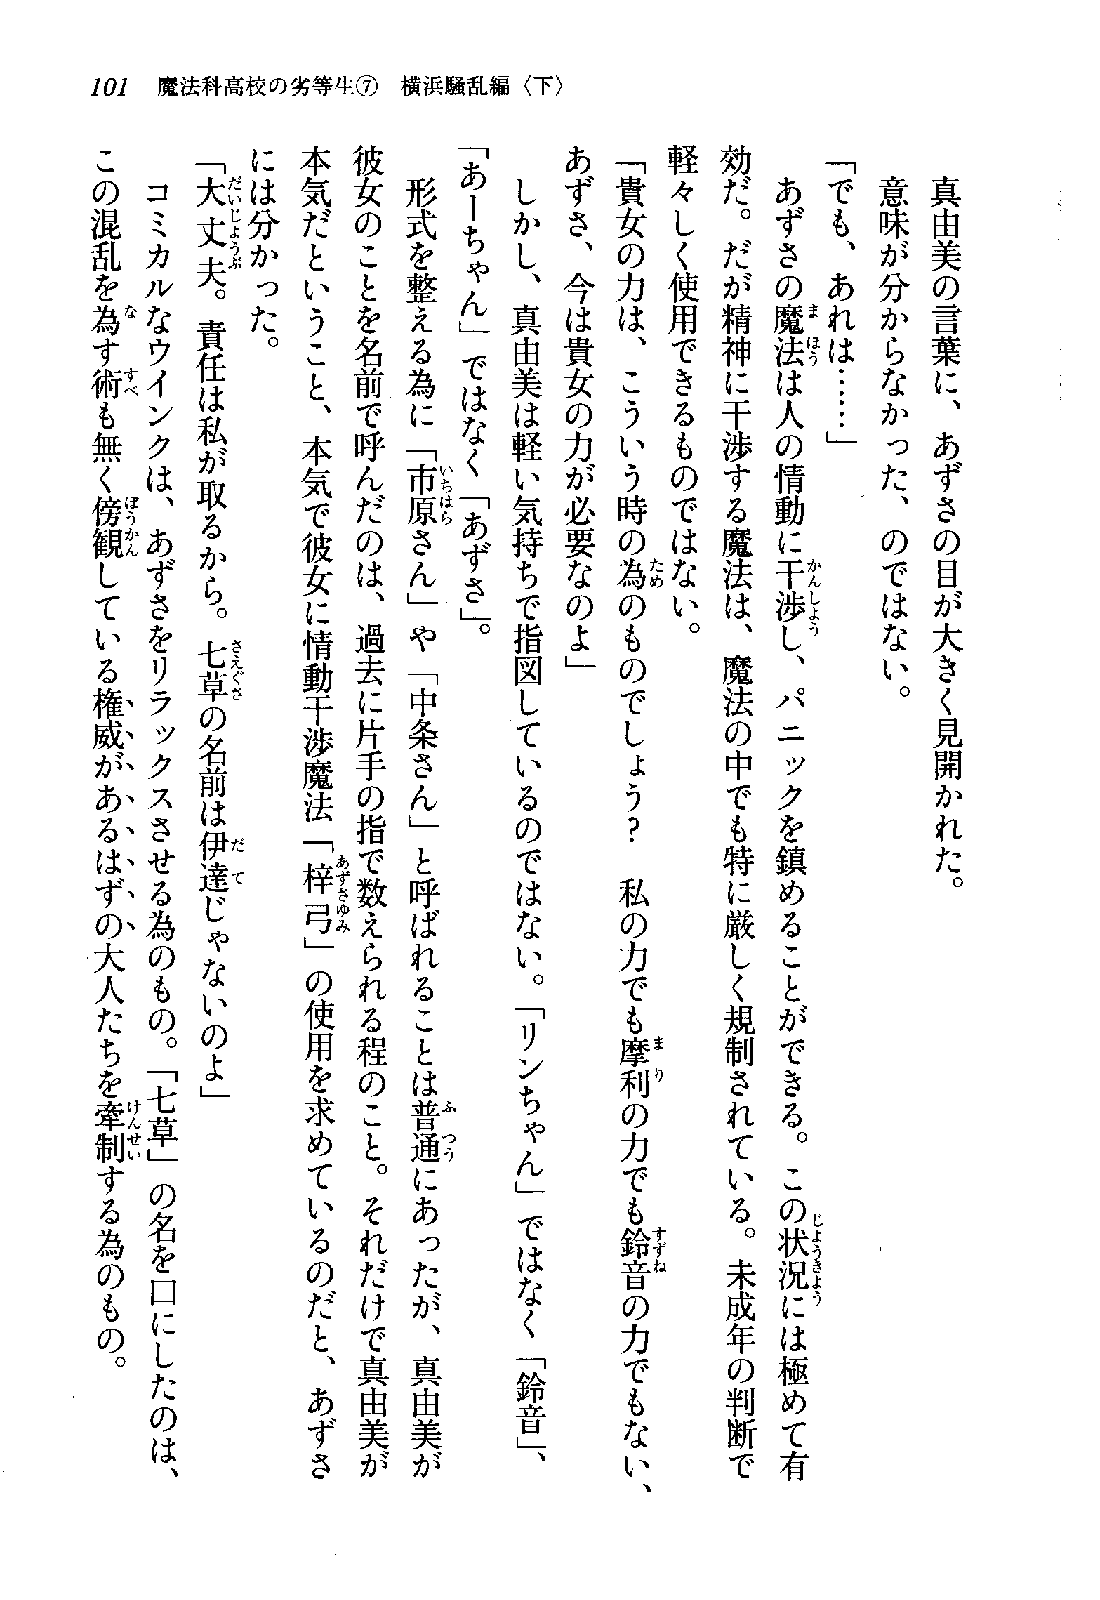 101 魔法科高校の劣等生⑦ 横浜騒乱編〈下〉
真由美の言葉に、あずさの目が大きく見開かれた。
意味が分からなかった、のではない。
「でも、あれは……」
あずさの魔法は人の情動に干渉し、パニックを鎮めることができる。この状況には極めて有
効だ。だが精神に干渉する魔法は、魔法の中でも特に厳しく規制されている。未成年の判断で
軽々しく使用できるものではない。
「貴女の力は、こういう時の為のものでしょう? 私の力でも摩利の力でも鈴音の力でもない、
あずさ、今は貴女の力が必要なのよ」
しかし、真由美は軽い気持ちで指図しているのではない。「リンちゃん」ではなく「鈴音」、
「あーちゃん」ではなく「あずさ」。
形式を整える為に「市原さん」や「中条さん」と呼ばれることは普通にあったが、真由美が
彼女のことを名前で呼んだのは、過去に片手の指で数えられる程のこと。それだけで真由美が
本気だということ、本気で彼女に情動干渉魔法「梓弓」の使用を求めているのだと、あずさ
には分かった。
「大丈夫。責任は私が取るから。七草の名前は伊達じゃないのよ」
コミカルなウインクは、あずさをリラックスさせる為のもの。「七草」の名を口にしたのは、
この混乱を為す術も無く傍観している権威があるはずの大人たちを牽制する為のもの。